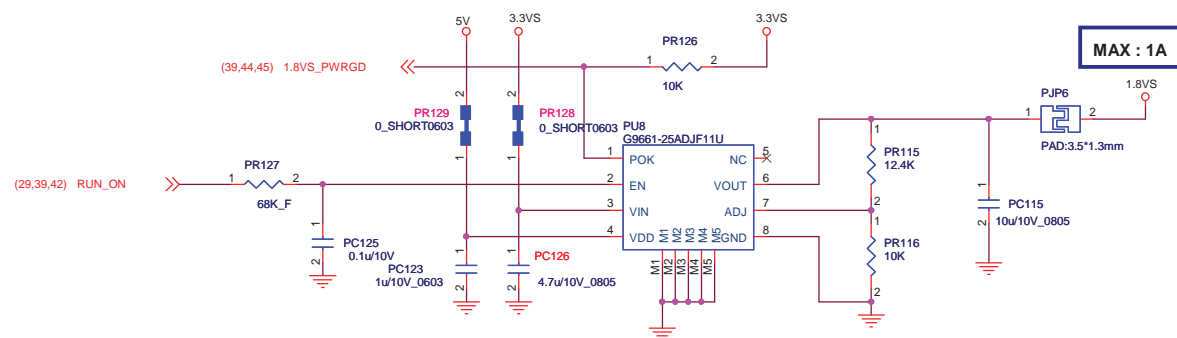 5V
3.3VS
3.3VS
PR126
MAX : 1A
(39,44,45) 1.8VS_PWRGD
1
2
10K
1.8VS
PJP6
2
2
PR129
0_SHORT0603
PR128
0_SHORT0603
1
2
PAD:3.5*1.3mm
PU8
G9661-25ADJF11U
1
1
1
POK
NC
5
1
PR115
12.4K
2
PR127
(29,39,42) RUN_ON
1
2
68K_F
2
EN
VOUT
6
3
VIN
ADJ
7
4
VDD
GND
8
M1
M2
M3
M4
M5
M1
M2
M3
M4
M5
1
PR116
10K
2
1
PC115
10u/10V_0805
2
1
PC125
0.1u/10V
2
1
PC123
1u/10V_0603
2
1
PC126
4.7u/10V_0805
2